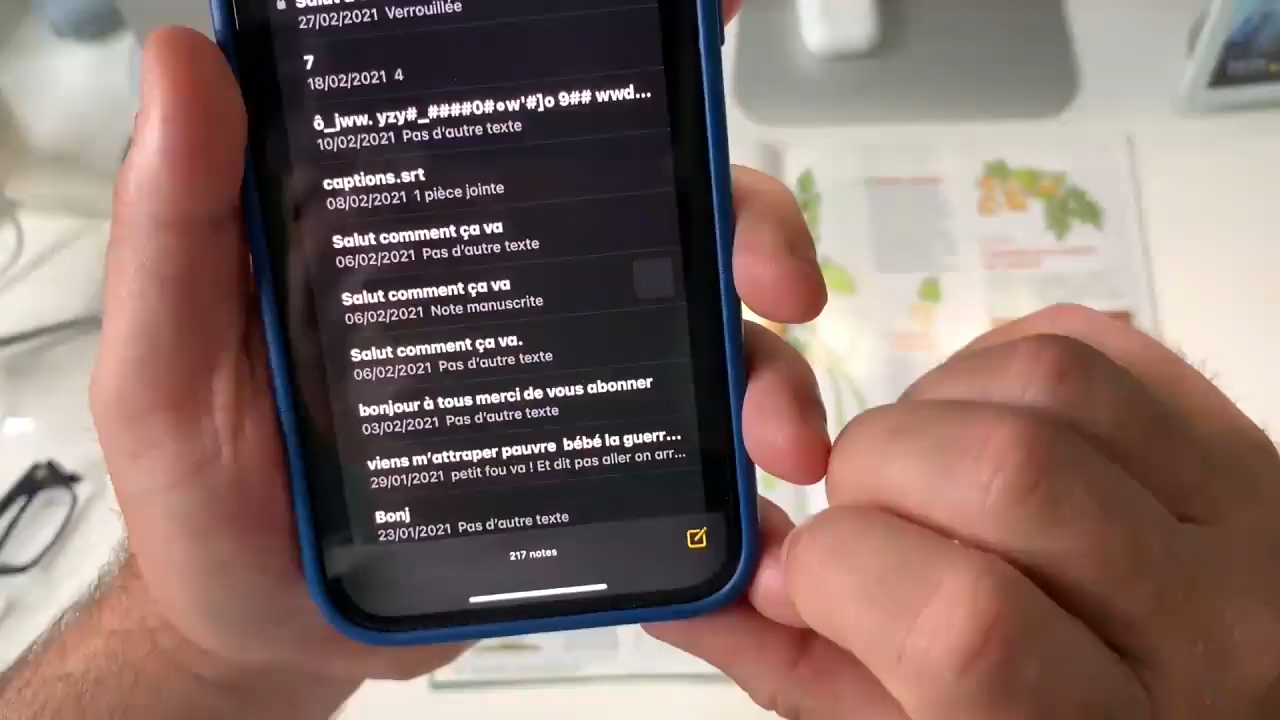 Salut
27/02/2021 Verrouillée
7
18/02/2021 4
ô_jww. yzy#_####0#ow'#]o 9## wwd...
10/02/2021 Pas d'autre texte
captions.srt
08/02/2021 1 pièce jointe
Salut comment ça va
06/02/2021 Pas d'autre texte
Salut comment ça va
06/02/2021 Note manuscrite
Salut comment ça va.
06/02/2021 Pas d'autre texte
bonjour à tous merci de vous abonner
03/02/2021 Pas d'autre texte
viens m'attraper pauvre bébé la guerr...
29/01/2021 petit fou va ! Et dit pas aller on arr...
Bonj
23/01/2021 Pas d'autre texte
217 notes